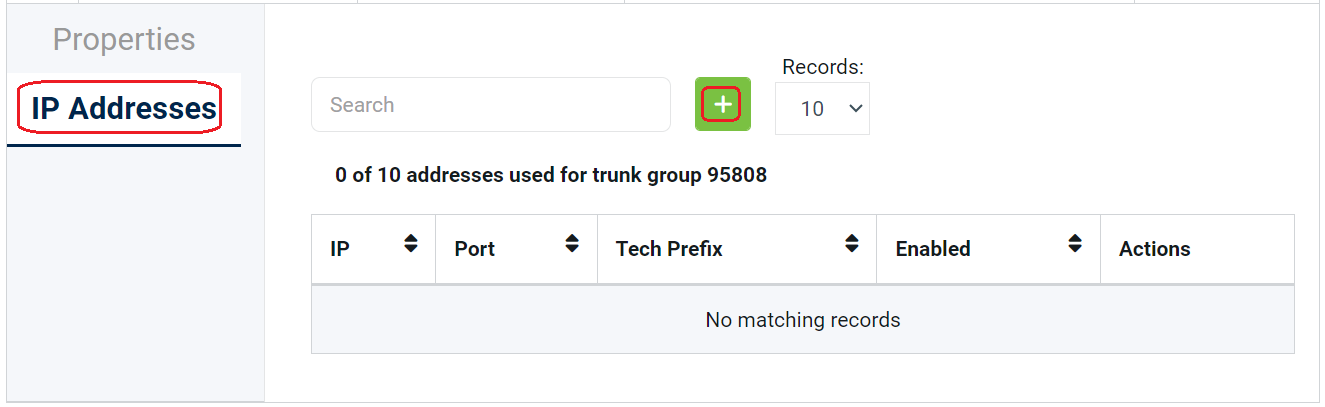 Properties
IP Addresses
Records:
Search + 10
0 of 10 addresses used for trunk group 95808
IP Port Tech Prefix Enabled Actions
No matching records